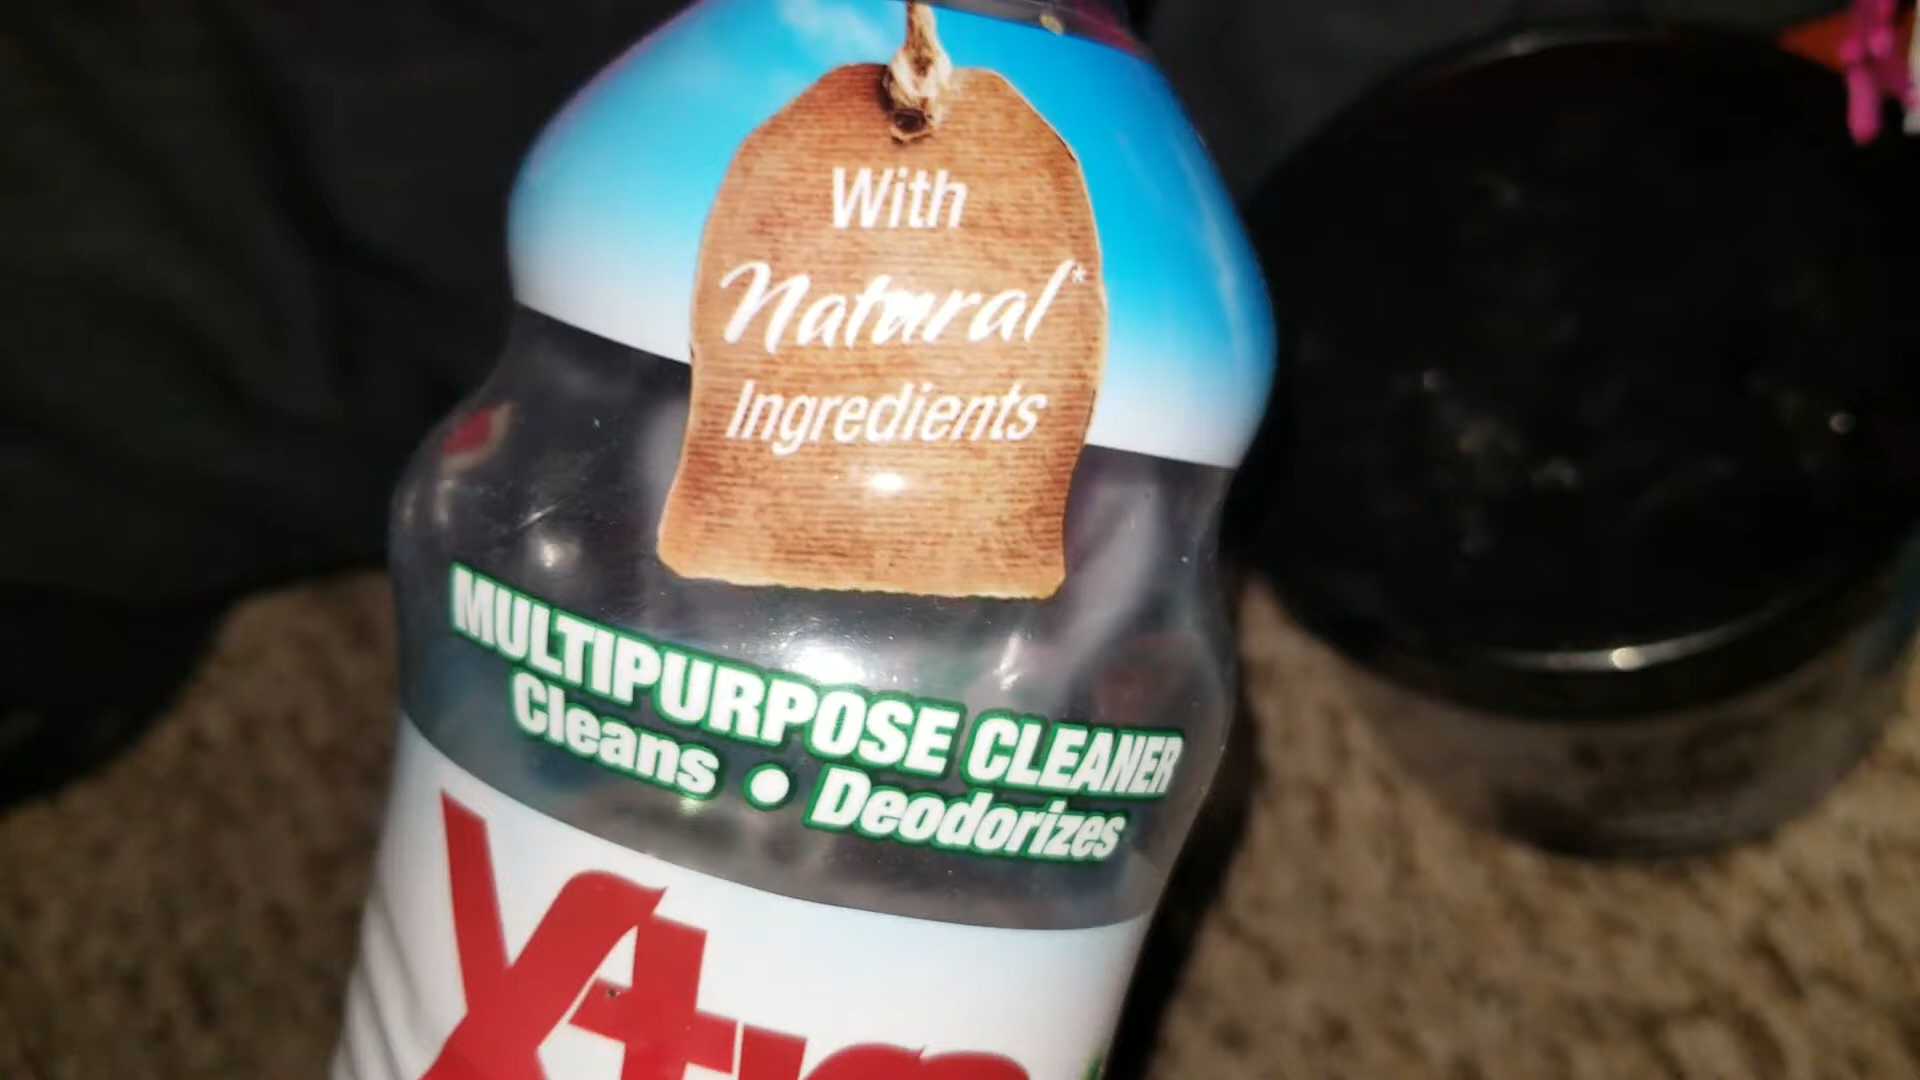 With
Natural*
Ingredients
MULTIPURPOSE CLEANER
Cleans • Deodorizes